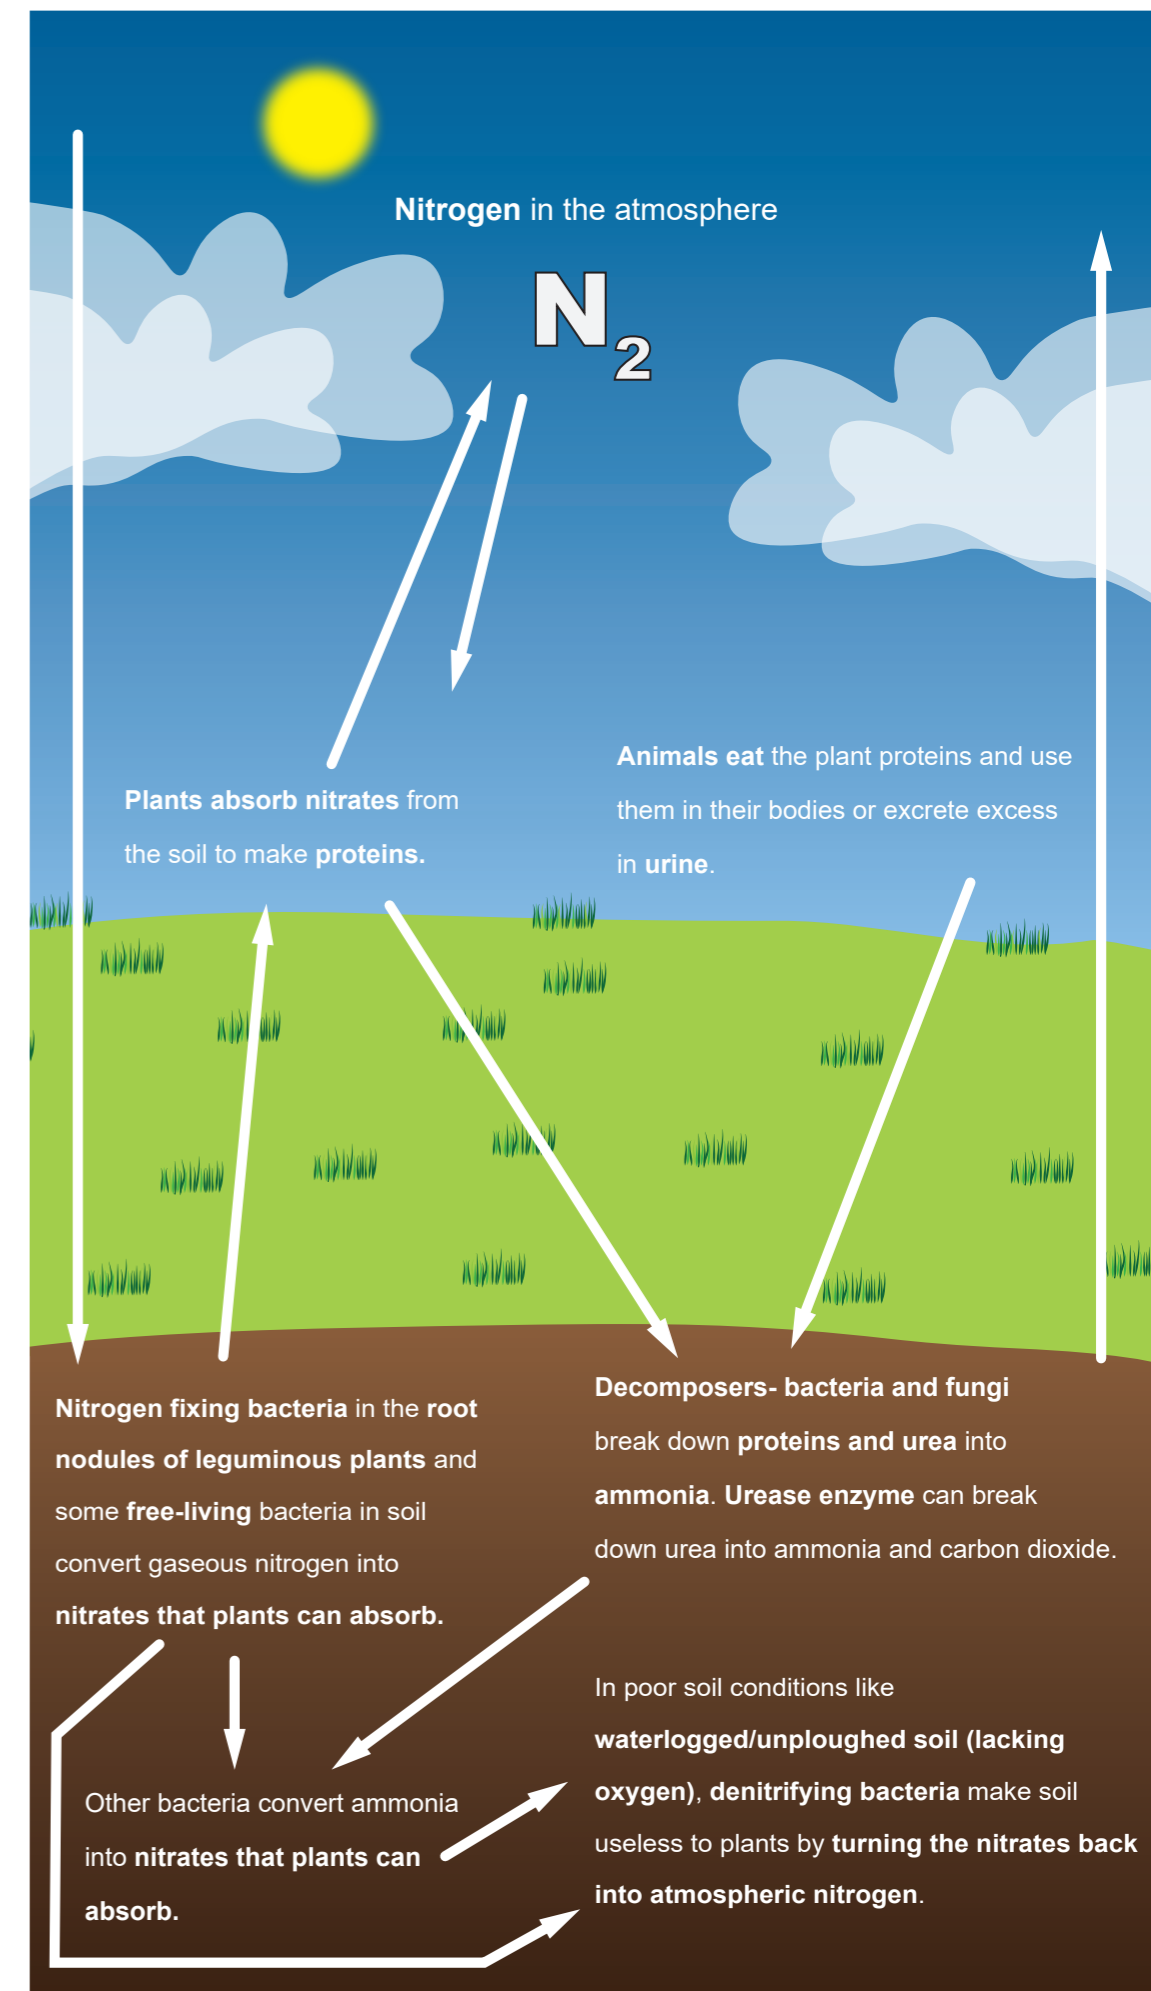 Nitrogen in the atmosphere
N2
Plants absorb nitrates from
the soil to make proteins.
Animals eat the plant proteins and use
them in their bodies or excrete excess
in urine.
Nitrogen fixing bacteria in the root
nodules of leguminous plants and
some free-living bacteria in soil
convert gaseous nitrogen into
nitrates that plants can absorb.
Decomposers- bacteria and fungi
break down proteins and urea into
ammonia. Urease enzyme can break
down urea into ammonia and carbon dioxide.
Other bacteria convert ammonia
into nitrates that plants can
absorb.
In poor soil conditions like
waterlogged/unploughed soil (lacking
oxygen), denitrifying bacteria make soil
useless to plants by turning the nitrates back
into atmospheric nitrogen.